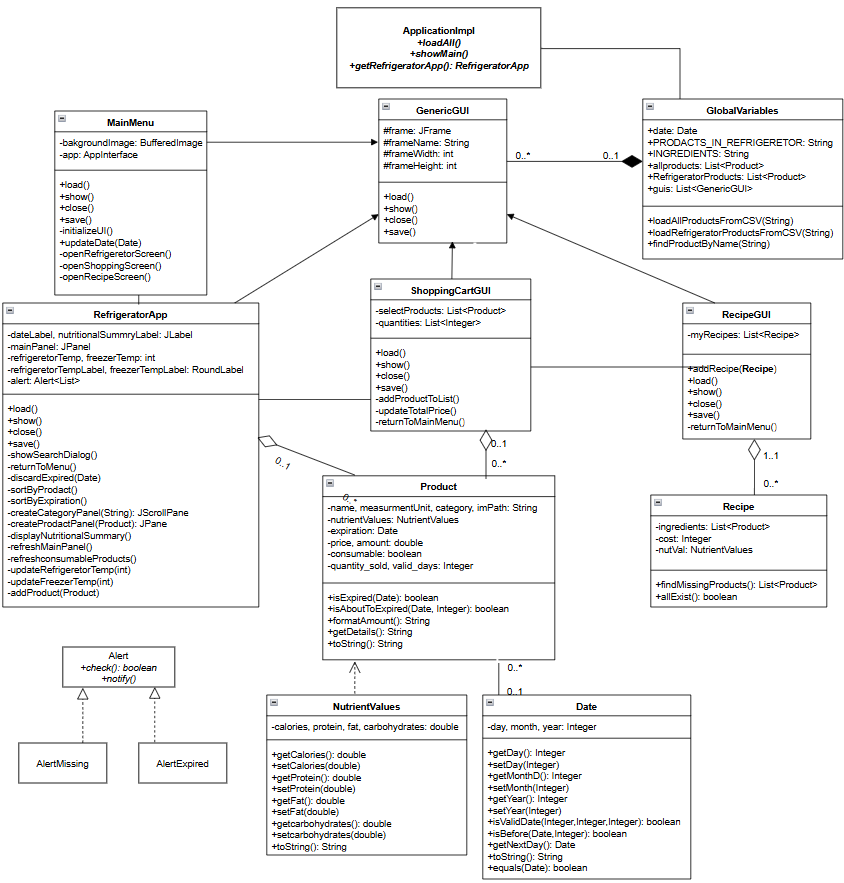 ApplicationImpl
+loadAll()
+showMain()
+getRefrigeratorApp(): RefrigeratorApp
MainMenu
-bakgroundImage: BufferedImage
-app: AppInterface
+load()
+show()
+close()
+save()
-initializeUI()
+updateDate(Date)
-openRefrigeretorScreen()
-openShoppingScreen()
-openRecipeScreen()
GenericGUI
#frame: JFrame
#frameName: String
#frameWidth: int
#frameHeight: int
+load()
+show()
+close()
+save()
0..*
0..1
GlobalVariables
+date: Date
+PRODACTS_IN_REFRIGERETOR: String
+INGREDIENTS: String
+allproducts: List<Product>
+RefrigeratorProducts: List<Product>
+guis: List<GenericGUI>
+loadAllProductsFromCSV(String)
+loadRefrigeratorProductsFromCSV(String)
+findProductByName(String)
RefrigeratorApp
-dateLabel, nutritionalSummryLabel: JLabel
-mainPanel: JPanel
-refrigeretorTemp, freezerTemp: int
-refrigeretorTempLabel, freezerTempLabel: RoundLabel
-alert: Alert<List>
+load()
+show()
+close()
+save()
-showSearchDialog()
-returnToMenu()
-discardExpired(Date)
-sortByProdact()
-sortByExpiration()
-createCategoryPanel(String): JScrollPane
-createProdactPanel(Product): JPane
-displayNutritionalSummary()
-refreshMainPanel()
-refreshconsumableProducts()
-updateRefrigeretorTemp(int)
-updateFreezerTemp(int)
-addProduct(Product)
ShoppingCartGUI
-selectProducts: List<Product>
-quantities: List<Integer>
+load()
+show()
+close()
+save()
-addProductToList()
-updateTotalPrice()
-returnToMainMenu()
RecipeGUI
-myRecipes: List<Recipe>
+addRecipe(Recipe)
+load()
+show()
+close()
+save()
-returnToMainMenu()
0..1
0..*
0..1
0..*
1..1
0..*
Product
-name, measurmentUnit, category, imPath: String
-nutrientValues: NutrientValues
-expiration: Date
-price, amount: double
-consumable: boolean
-quantity_sold, valid_days: Integer
+isExpired(Date): boolean
+isAboutToExpired(Date, Integer): boolean
+formatAmount(): String
+getDetails(): String
+toString(): String
Recipe
-ingredients: List<Product>
-cost: Integer
-nutVal: NutrientValues
+findMissingProducts(): List<Product>
+allExist(): boolean
Alert
+check(): boolean
+notify()
AlertMissing
AlertExpired
0..*
0..1
NutrientValues
-calories, protein, fat, carbohydrates: double
+getCalories(): double
+setCalories(double)
+getProtein(): double
+setProtein(double)
+getFat(): double
+setFat(double)
+getcarbohydrates(): double
+setcarbohydrates(double)
+toString(): String
Date
-day, month, year: Integer
+getDay(): Integer
+setDay(Integer)
+getMonthD(): Integer
+setMonth(Integer)
+getYear(): Integer
+setYear(Integer)
+isValidDate(Integer,Integer,Integer): boolean
+isBefore(Date,Integer): boolean
+getNextDay(): Date
+toString(): String
+equals(Date): boolean